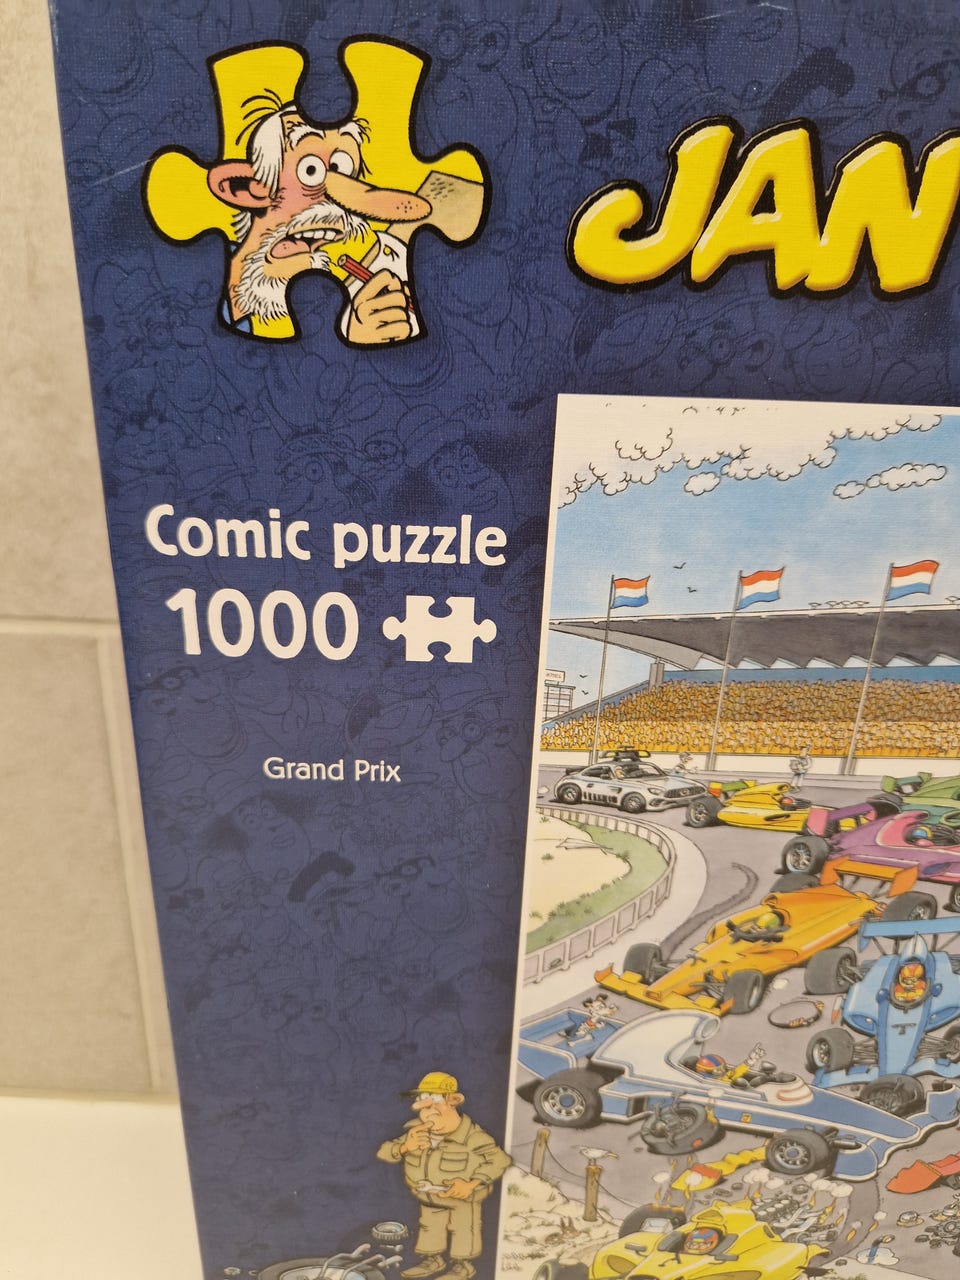 JAN
Comic puzzle
1000
Grand Prix